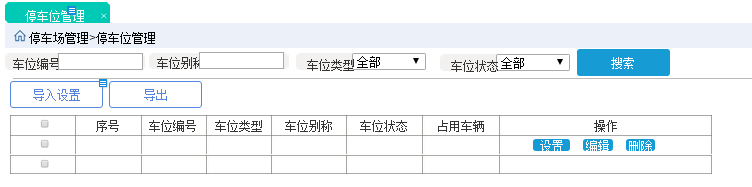 停车位管理 ×
停车场管理>停车位管理
车位编号 车位别称 车位类型 全部 车位状态 全部 搜索
导入设置 导出
序号 车位编号 车位类型 车位别称 车位状态 占用车辆 操作
设置 编辑 删除